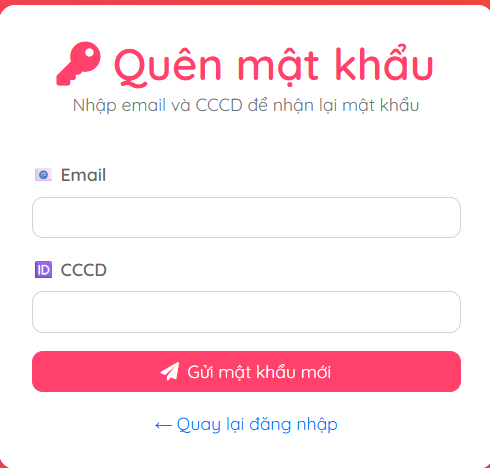 Quên mật khẩu
Nhập email và CCCD để nhận lại mật khẩu
📧 Email
🆔 CCCD
Gửi mật khẩu mới
← Quay lại đăng nhập